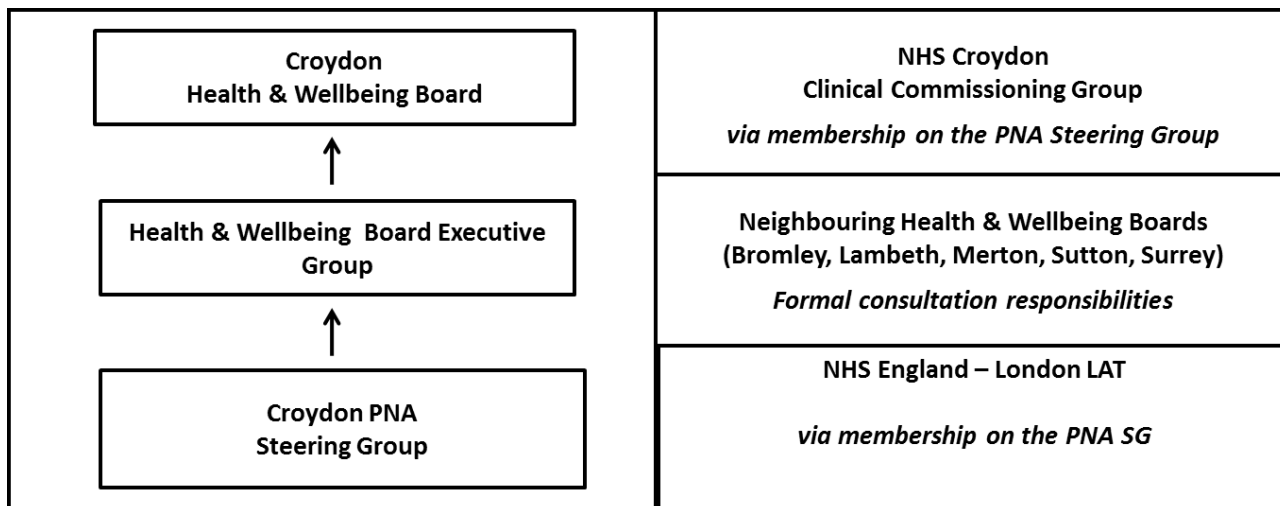 Croydon
Health & Wellbeing Board
Health & Wellbeing Board Executive
Group
Croydon PNA
Steering Group
NHS Croydon
Clinical Commissioning Group
via membership on the PNA Steering Group
Neighbouring Health & Wellbeing Boards
(Bromley, Lambeth, Merton, Sutton, Surrey)
Formal consultation responsibilities
NHS England – London LAT
via membership on the PNA SG